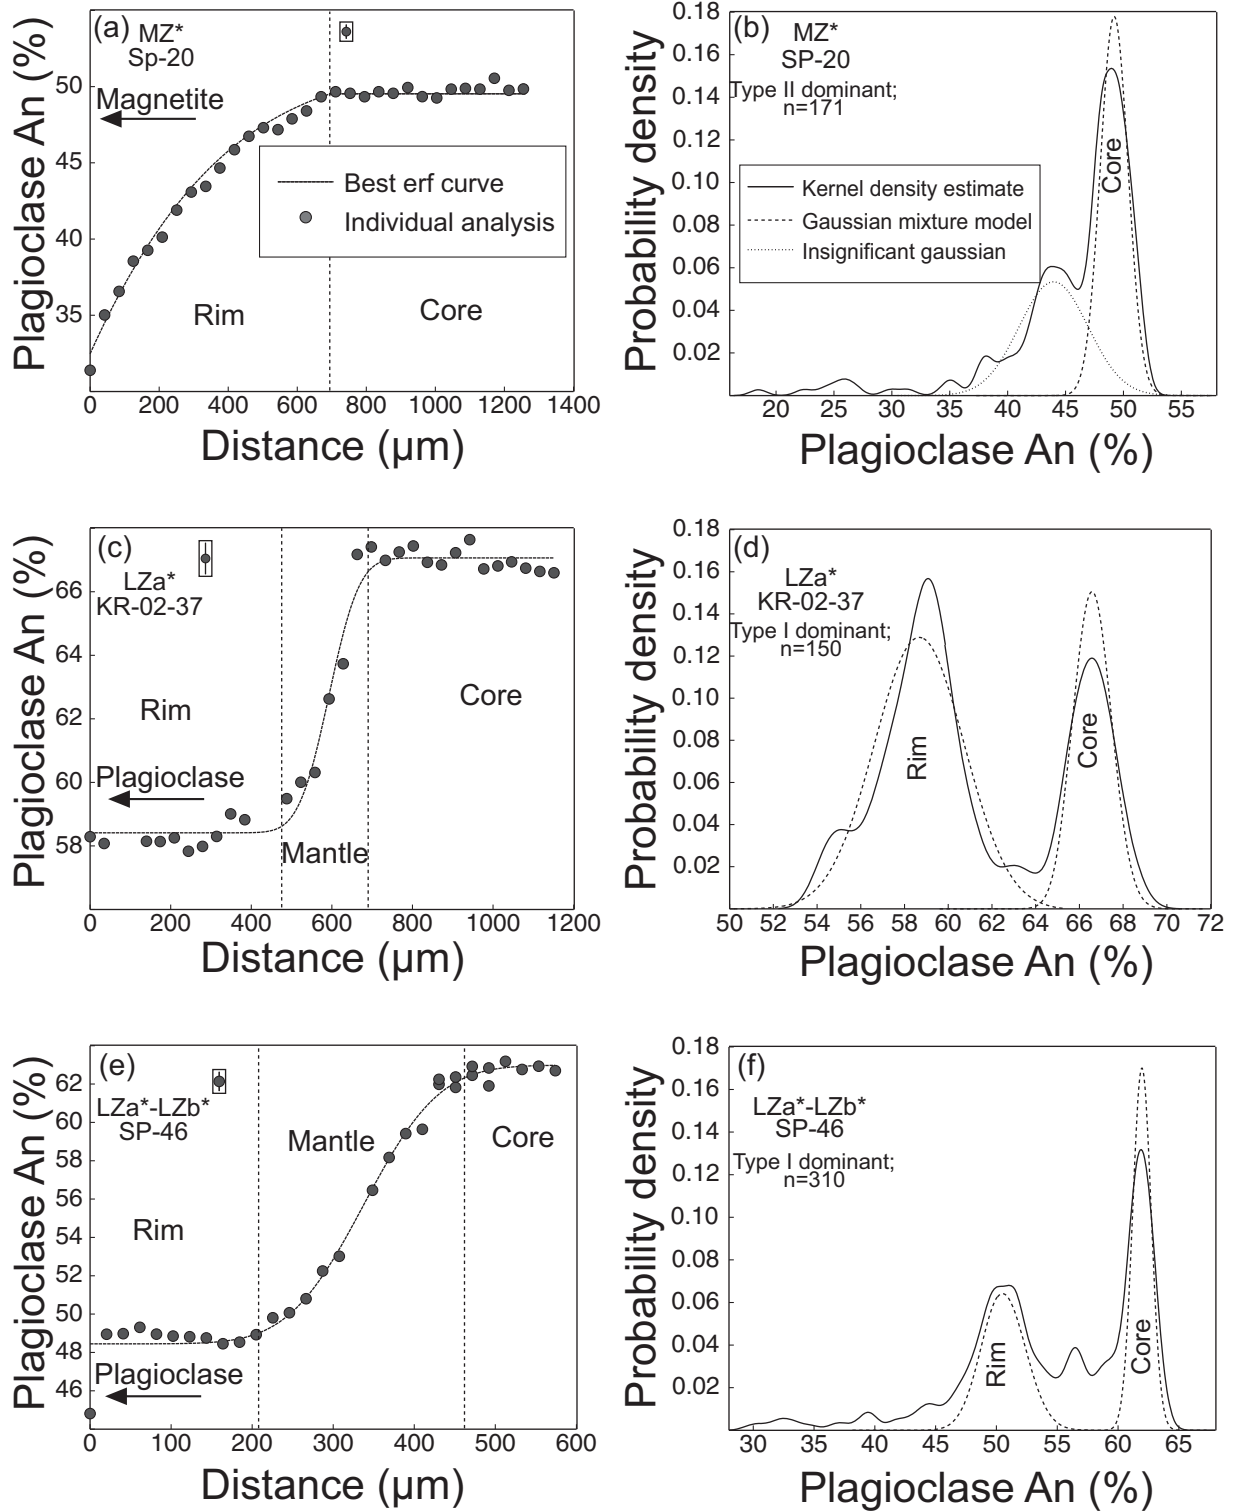 (a) MZ*
Sp-20
Magnetite
Best erf curve
Individual analysis
Rim
Core
50
45
40
35
0 200 400 600 800 1000 1200 1400
Plagioclase An (%)
Distance (µm)
(b) MZ*
SP-20
Type II dominant;
n=171
Kernel density estimate
Gaussian mixture model
Insignificant gaussian
Core
0.18
0.16
0.14
0.12
0.10
0.08
0.06
0.04
0.02
20 25 30 35 40 45 50 55
Probability density
Plagioclase An (%)
(c)
LZa*
KR-02-37
Rim
Core
Plagioclase
Mantle
66
64
62
60
58
0 200 400 600 800 1000 1200
Plagioclase An (%)
Distance (µm)
(d)
LZa*
KR-02-37
Type I dominant;
n=150
Rim
Core
0.18
0.16
0.14
0.12
0.10
0.08
0.06
0.04
0.02
50 52 54 56 58 60 62 64 66 68 70 72
Probability density
Plagioclase An (%)
(e)
LZa*-LZb*
SP-46
Mantle
Core
Rim
Plagioclase
62
60
58
56
54
52
50
48
46
0 100 200 300 400 500 600
Plagioclase An (%)
Distance (µm)
(f)
LZa*-LZb*
SP-46
Type I dominant;
n=310
Rim
Core
0.18
0.16
0.14
0.12
0.10
0.08
0.06
0.04
0.02
30 35 40 45 50 55 60 65
Probability density
Plagioclase An (%)